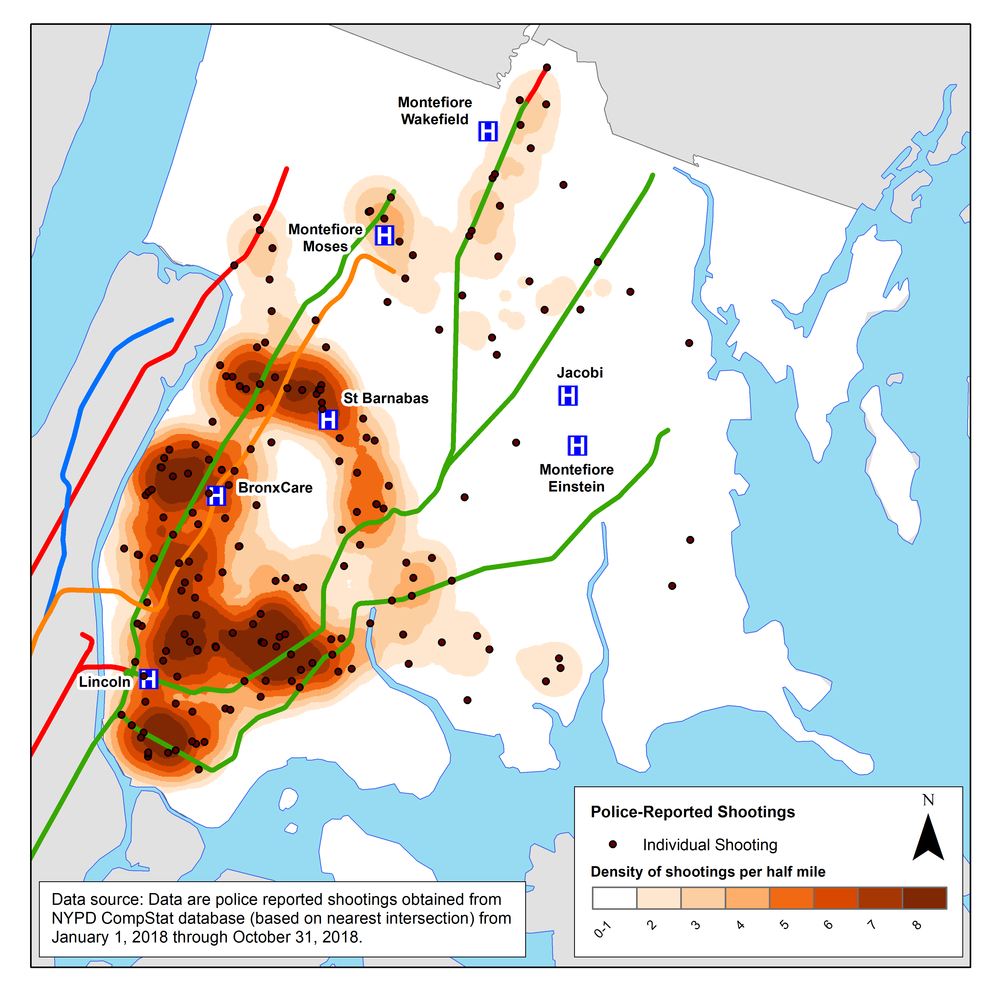 Montefiore
Wakefield
H
Montefiore
Moses
H
Jacobi
H
St Barnabas
H
H
Montefiore
Einstein
BronxCare
H
Lincoln
H
Police-Reported Shootings
N
Individual Shooting
Density of shootings per half mile
0-1 2 3 4 5 6 7 8
Data source: Data are police reported shootings obtained from
NYPD CompStat database (based on nearest intersection) from
January 1, 2018 through October 31, 2018.